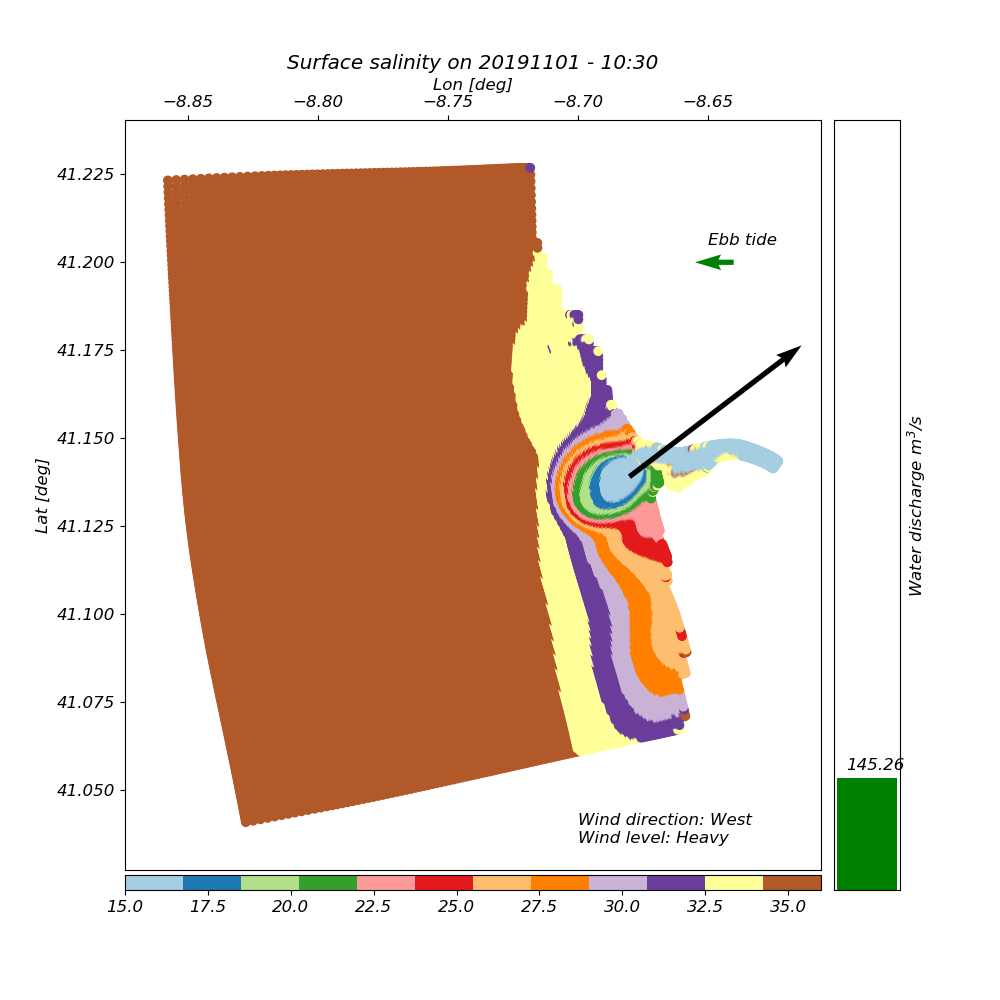 Surface salinity on 20191101 - 10:30
Lon [deg]
−8.85 −8.80 −8.75 −8.70 −8.65
41.225
41.200
41.175
41.150
41.125
41.100
41.075
41.050
Lat [deg]
Ebb tide
Water discharge m³/s
145.26
Wind direction: West
Wind level: Heavy
15.0 17.5 20.0 22.5 25.0 27.5 30.0 32.5 35.0